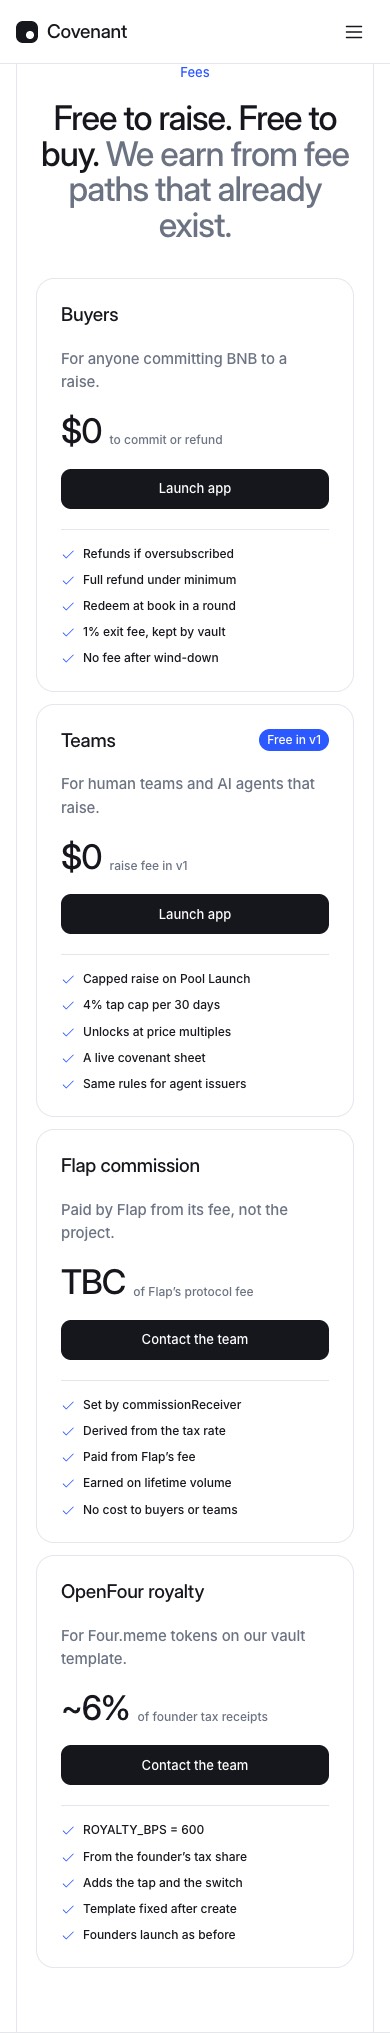 Covenant
Fees
Free to raise. Free to
buy. We earn from fee
paths that already
exist.
Buyers
For anyone committing BNB to a
raise.
$0 to commit or refund
Launch app
Refunds if oversubscribed
Full refund under minimum
Redeem at book in a round
1% exit fee, kept by vault
No fee after wind-down
Teams Free in v1
For human teams and AI agents that
raise.
$0 raise fee in v1
Launch app
Capped raise on Pool Launch
4% tap cap per 30 days
Unlocks at price multiples
A live covenant sheet
Same rules for agent issuers
Flap commission
Paid by Flap from its fee, not the
project.
TBC of Flap’s protocol fee
Contact the team
Set by commissionReceiver
Derived from the tax rate
Paid from Flap’s fee
Earned on lifetime volume
No cost to buyers or teams
OpenFour royalty
For Four.meme tokens on our vault
template.
~6% of founder tax receipts
Contact the team
ROYALTY_BPS = 600
From the founder’s tax share
Adds the tap and the switch
Template fixed after create
Founders launch as before